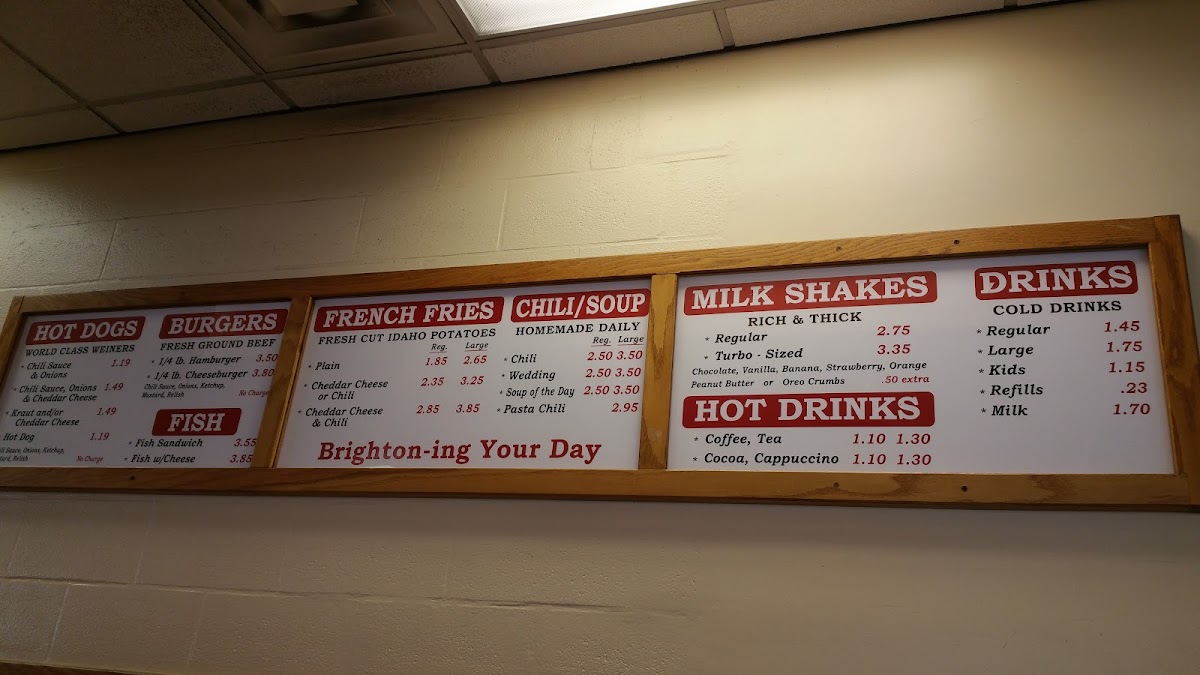 HOT DOGS
WORLD CLASS WEINERS
* Chili Sauce 1.19
& Onions
* Chili Sauce, Onions 1.49
& Cheddar Cheese
* Kraut and/or 1.49
Cheddar Cheese
Hot Dog 1.19
Sauce, Onions, Ketchup,
Relish No Charge
BURGERS
FRESH GROUND BEEF
* 1/4 lb. Hamburger 3.50
* 1/4 lb. Cheeseburger 3.80
Chili Sauce, Onions, Ketchup,
Mustard, Relish No Charge
FISH
* Fish Sandwich 3.55
* Fish w/Cheese 3.85
FRENCH FRIES
FRESH CUT IDAHO POTATOES
Reg. Large
* Plain 1.85 2.65
* Cheddar Cheese 2.35 3.25
or Chili
* Cheddar Cheese 2.85 3.85
& Chili
CHILI/SOUP
HOMEMADE DAILY
Reg. Large
* Chili 2.50 3.50
* Wedding 2.50 3.50
* Soup of the Day 2.50 3.50
* Pasta Chili 2.95
Brighton-ing Your Day
MILK SHAKES
RICH & THICK
* Regular 2.75
* Turbo - Sized 3.35
Chocolate, Vanilla, Banana, Strawberry, Orange
Peanut Butter or Oreo Crumbs .50 extra
HOT DRINKS
* Coffee, Tea 1.10 1.30
* Cocoa, Cappuccino 1.10 1.30
DRINKS
COLD DRINKS
* Regular 1.45
* Large 1.75
* Kids 1.15
* Refills .23
* Milk 1.70